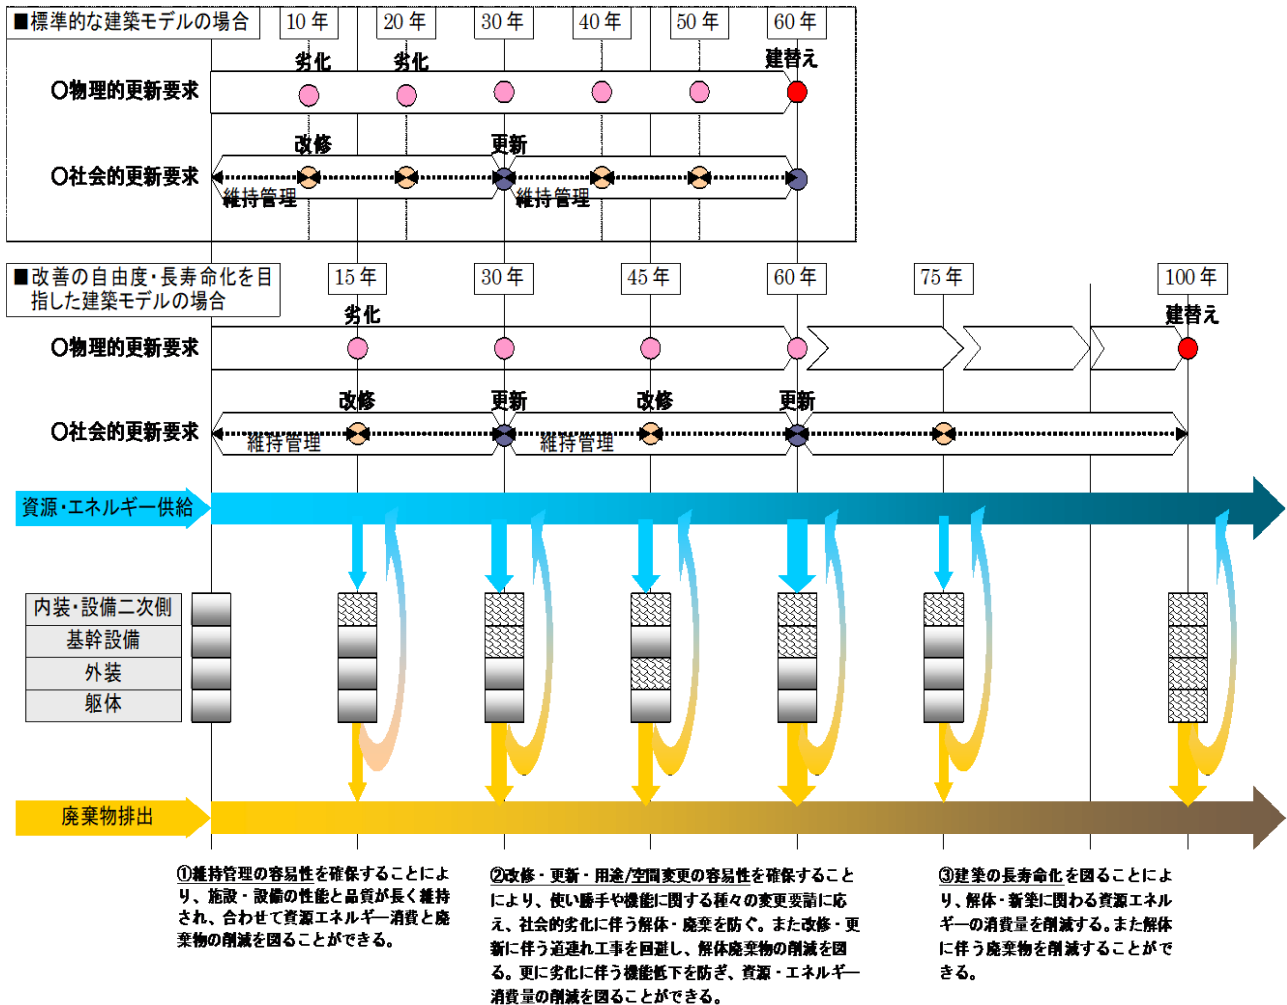 ■標準的な建築モデルの場合
10年
20年
30年
40年
50年
60年
劣化
劣化
建替え
○物理的更新要求
改修
更新
○社会的更新要求
維持管理
維持管理
■改善の自由度・長寿命化を目
指した建築モデルの場合
15年
30年
45年
60年
75年
100年
劣化
建替え
○物理的更新要求
改修
更新
改修
更新
○社会的更新要求
維持管理
維持管理
資源・エネルギー供給
内装・設備二次側
基幹設備
外装
躯体
廃棄物排出
①維持管理の容易性を確保することによ
り、施設・設備の性能と品質が長く維持
され、合わせて資源エネルギー消費と廃
棄物の削減を図ることができる。
②改修・更新・用途/空間変更の容易性を確保すること
により、使い勝手や機能に関する種々の変更要請に応
え、社会的劣化に伴う解体・廃棄を防ぐ。また改修・更
新に伴う道連れ工事を回避し、解体廃棄物の削減を図
る。更に劣化に伴う機能低下を防ぎ、資源・エネルギー
消費量の削減を図ることができる。
③建築の長寿命化を図ることによ
り、解体・新築に関わる資源エネル
ギーの消費量を削減する。また解体
に伴う廃棄物を削減することがで
きる。